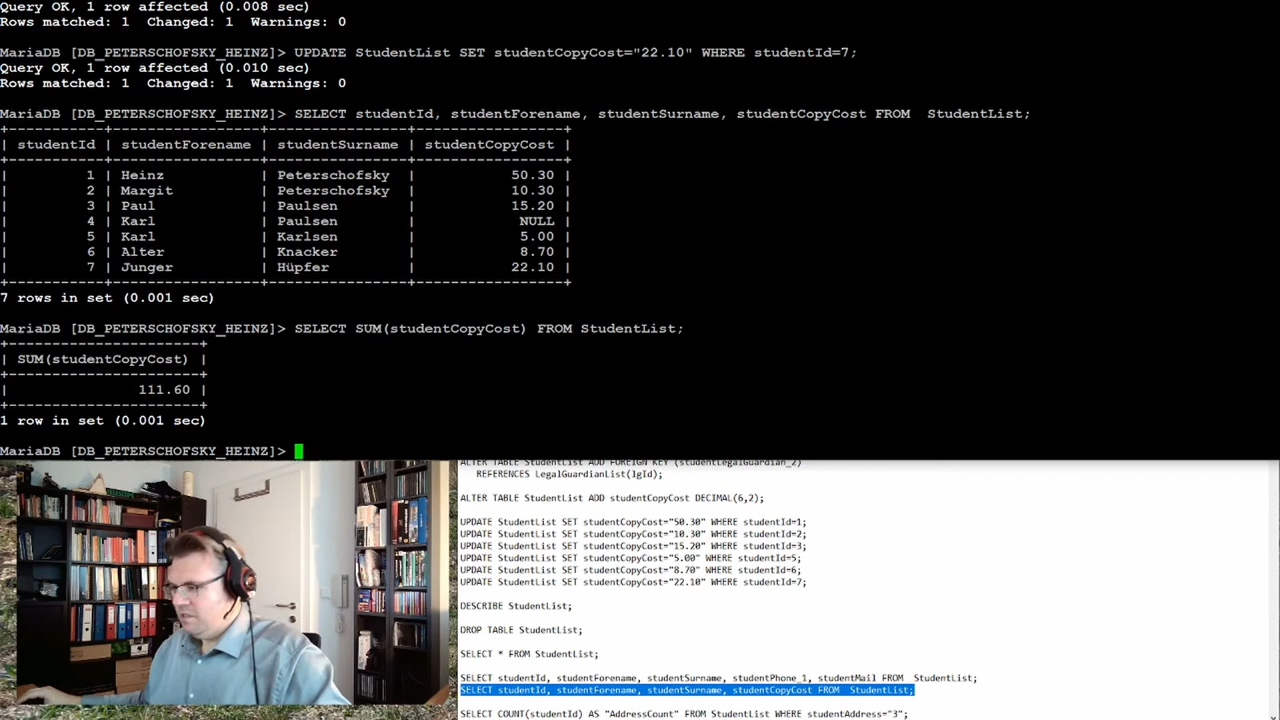 Query OK, 1 row affected (0.008 sec)
Rows matched: 1  Changed: 1  Warnings: 0
MariaDB [DB_PETERSCHOFSKY_HEINZ]> UPDATE StudentList SET studentCopyCost="22.10" WHERE studentId=7;
Query OK, 1 row affected (0.010 sec)
Rows matched: 1  Changed: 1  Warnings: 0
MariaDB [DB_PETERSCHOFSKY_HEINZ]> SELECT studentId, studentForename, studentSurname, studentCopyCost FROM  StudentList;
+-----------+-----------------+----------------+-----------------+
| studentId | studentForename | studentSurname | studentCopyCost |
+-----------+-----------------+----------------+-----------------+
|         1 | Heinz           | Peterschofsky  |           50.30 |
|         2 | Margit          | Peterschofsky  |           10.30 |
|         3 | Paul            | Paulsen        |           15.20 |
|         4 | Karl            | Paulsen        |            NULL |
|         5 | Karl            | Karlsen        |            5.00 |
|         6 | Alter           | Knacker        |            8.70 |
|         7 | Junger          | Hüpfer         |           22.10 |
+-----------+-----------------+----------------+-----------------+
7 rows in set (0.001 sec)
MariaDB [DB_PETERSCHOFSKY_HEINZ]> SELECT SUM(studentCopyCost) FROM StudentList;
+----------------------+
| SUM(studentCopyCost) |
+----------------------+
|               111.60 |
+----------------------+
1 row in set (0.001 sec)
MariaDB [DB_PETERSCHOFSKY_HEINZ]>
ALTER TABLE StudentList ADD FOREIGN KEY (studentLegalGuardian_2)
REFERENCES LegalGuardianList(lgId);
ALTER TABLE StudentList ADD studentCopyCost DECIMAL(6,2);
UPDATE StudentList SET studentCopyCost="50.30" WHERE studentId=1;
UPDATE StudentList SET studentCopyCost="10.30" WHERE studentId=2;
UPDATE StudentList SET studentCopyCost="15.20" WHERE studentId=3;
UPDATE StudentList SET studentCopyCost="5.00" WHERE studentId=5;
UPDATE StudentList SET studentCopyCost="8.70" WHERE studentId=6;
UPDATE StudentList SET studentCopyCost="22.10" WHERE studentId=7;
DESCRIBE StudentList;
DROP TABLE StudentList;
SELECT * FROM StudentList;
SELECT studentId, studentForename, studentSurname, studentPhone_1, studentMail FROM  StudentList;
SELECT studentId, studentForename, studentSurname, studentCopyCost FROM  StudentList;
SELECT COUNT(studentId) AS "AddressCount" FROM StudentList WHERE studentAddress="3";